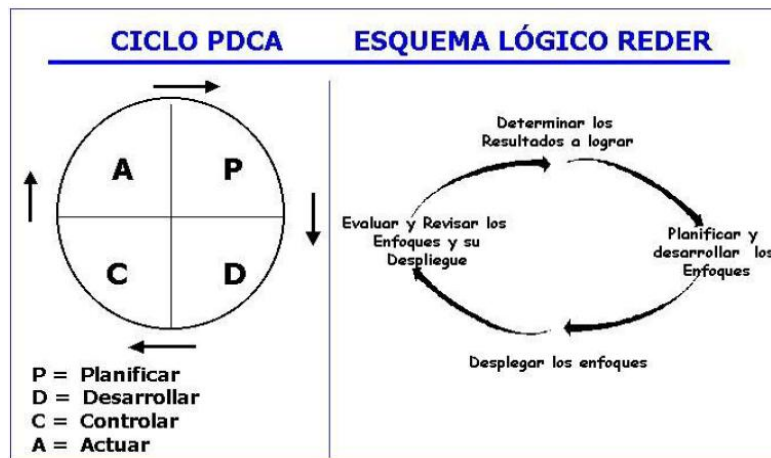 CICLO PDCA
ESQUEMA LÓGICO REDER
A
P
C
D
P = Planificar
D = Desarrollar
C = Controlar
A = Actuar
Determinar los
Resultados a lograr
Planificar y
desarrollar los
Enfoques
Desplegar los enfoques
Evaluar y Revisar los
Enfoques y su
Despliegue